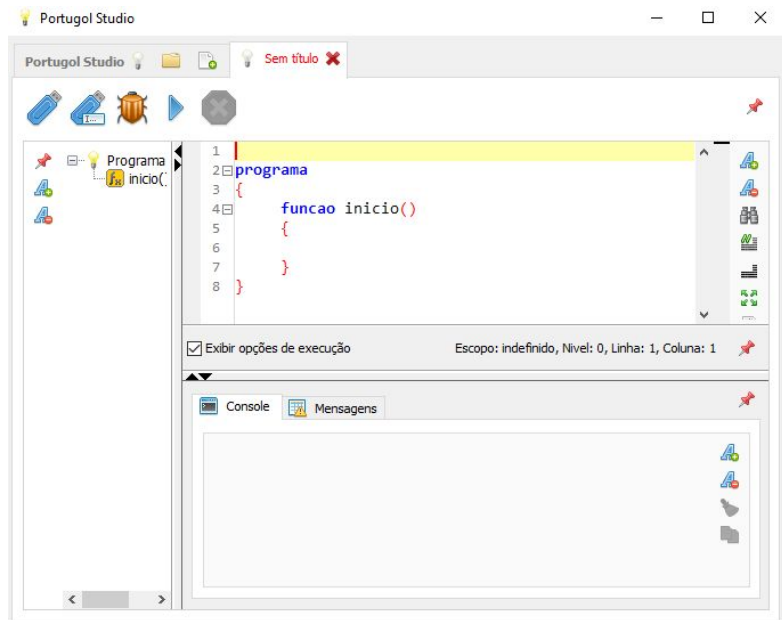 Portugol Studio
Portugol Studio
Sem título
Programa
inicio(
1
2 programa
3 {
4 funcao inicio()
5 {
6
7 }
8 }
Exibir opções de execução
Escopo: indefinido, Nivel: 0, Linha: 1, Coluna: 1
Console
Mensagens